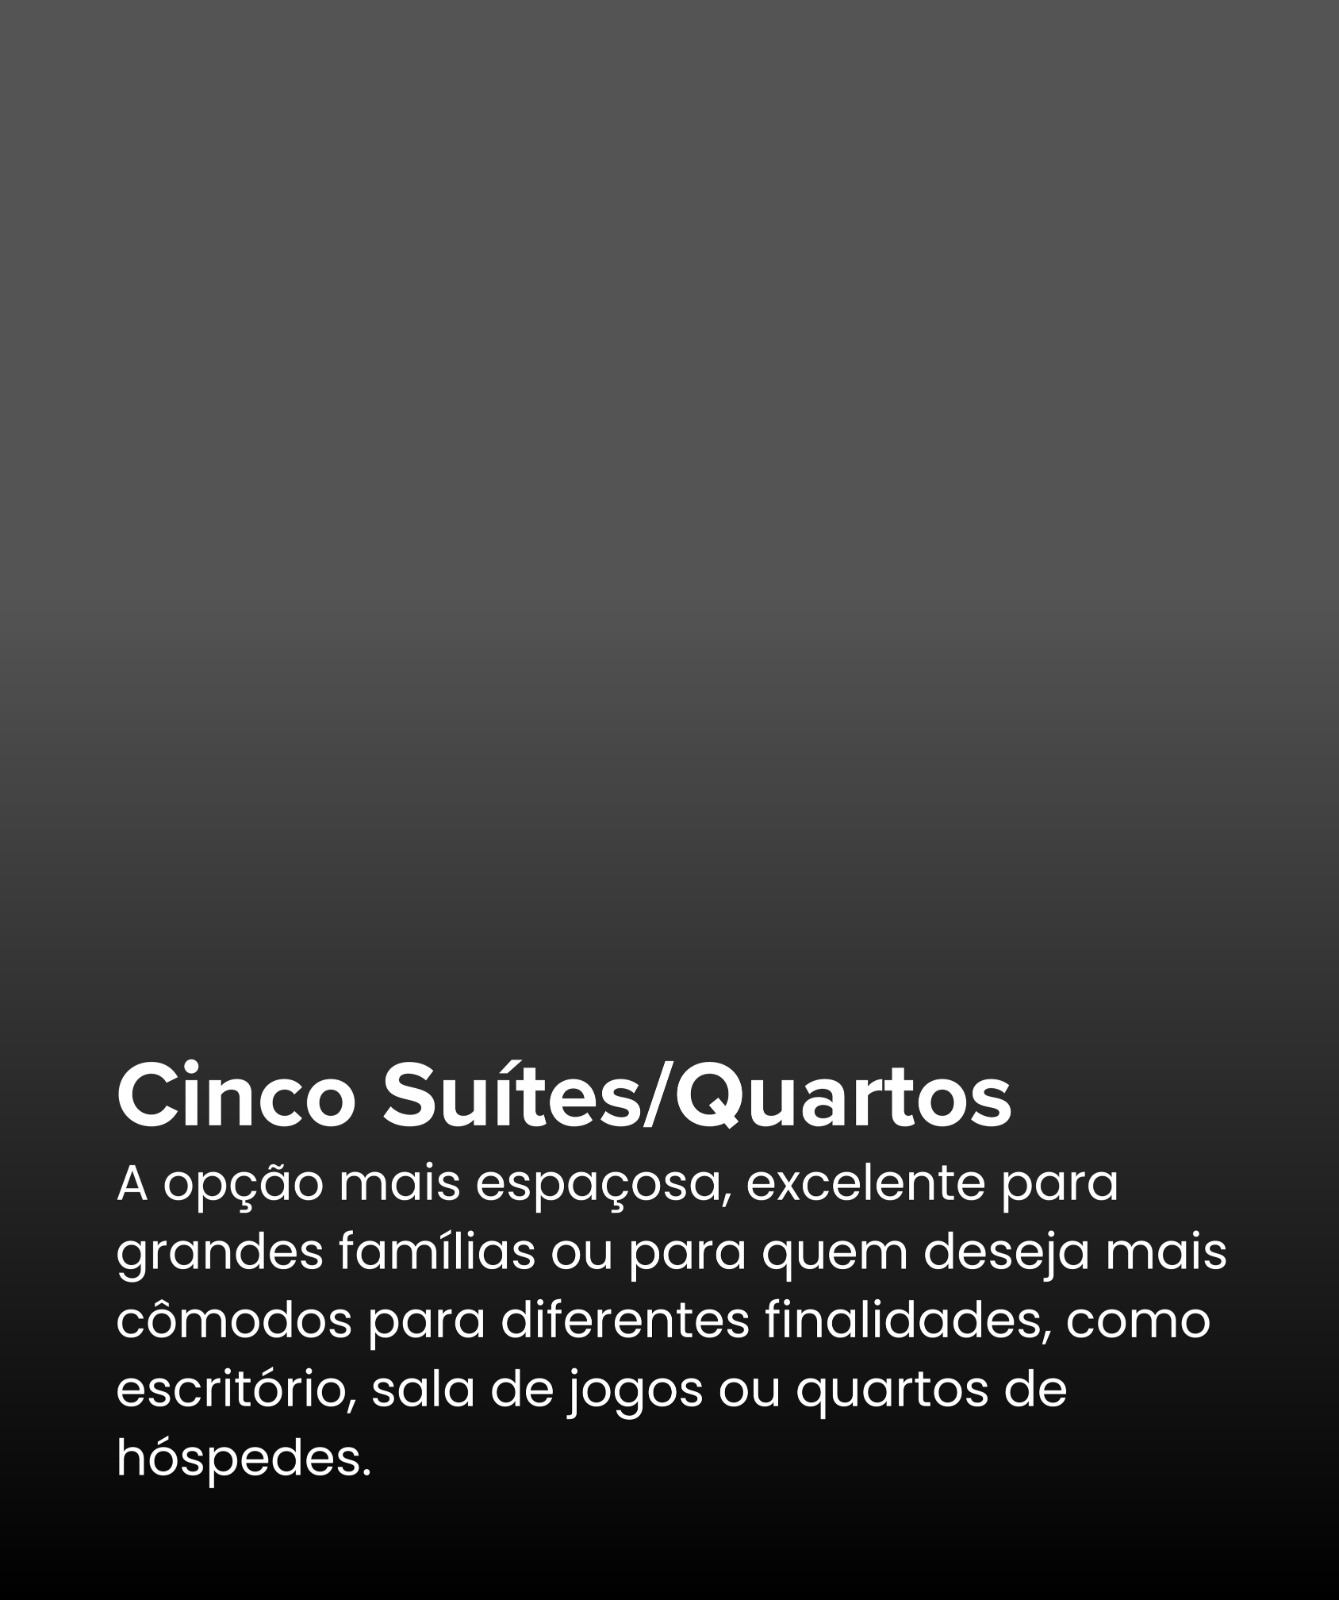 Cinco Suítes/Quartos
A opção mais espaçosa, excelente para
grandes famílias ou para quem deseja mais
cômodos para diferentes finalidades, como
escritório, sala de jogos ou quartos de
hóspedes.